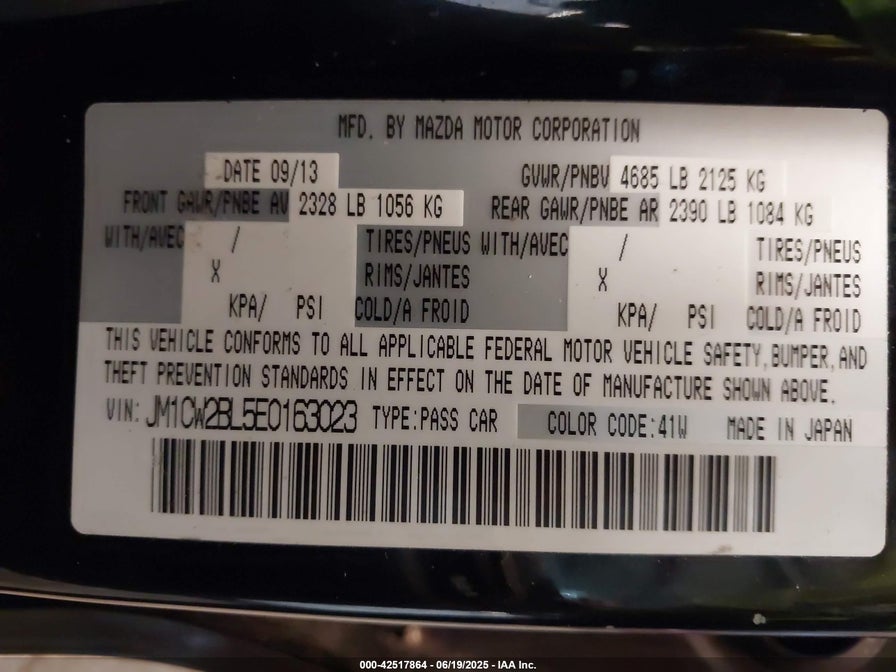 MFD. BY MAZDA MOTOR CORPORATION
DATE 09/13 GVWR/PNBV 4685 LB 2125 KG
FRONT GAWR/PNBE AV 2328 LB 1056 KG REAR GAWR/PNBE AR 2390 LB 1084 KG
WITH/AVEC / TIRES/PNEUS WITH/AVEC / TIRES/PNEUS
X RIMS/JANTES X RIMS/JANTES
KPA/ PSI COLD/A FROID KPA/ PSI COLD/A FROID
THIS VEHICLE CONFORMS TO ALL APPLICABLE FEDERAL MOTOR VEHICLE SAFETY,BUMPER,AND
THEFT PREVENTION STANDARDS IN EFFECT ON THE DATE OF MANUFACTURE SHOWN ABOVE.
VIN: JM1CW2BL5E0163023 TYPE:PASS CAR COLOR CODE:41W MADE IN JAPAN
000-42517864 - 06/19/2025 - IAA Inc.